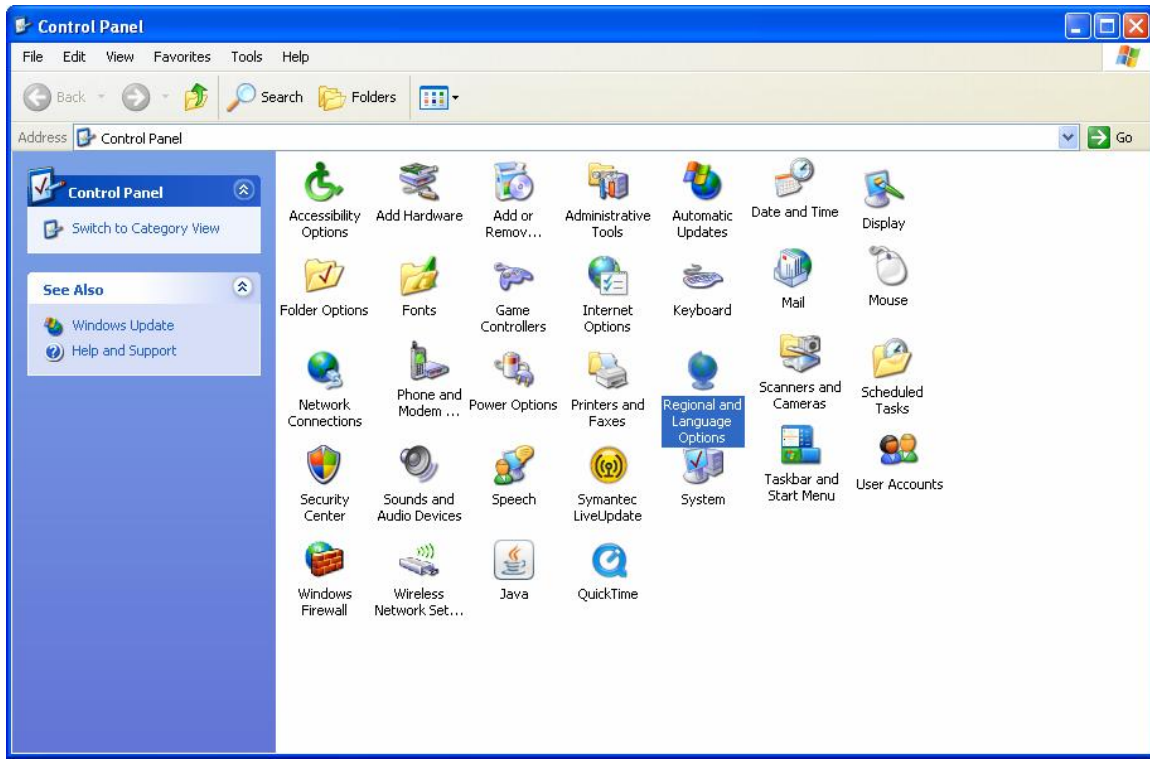 Control Panel
File Edit View Favorites Tools Help
Back Search Folders
Address Control Panel Go
Control Panel
Switch to Category View
See Also
Windows Update
Help and Support
Accessibility
Options
Add Hardware
Add or
Remov...
Administrative
Tools
Automatic
Updates
Date and Time
Display
Folder Options
Fonts
Game
Controllers
Internet
Options
Keyboard
Mail
Mouse
Network
Connections
Phone and
Modem ...
Power Options
Printers and
Faxes
Regional and
Language
Options
Scanners and
Cameras
Scheduled
Tasks
Security
Center
Sounds and
Audio Devices
Speech
Symantec
LiveUpdate
System
Taskbar and
Start Menu
User Accounts
Windows
Firewall
Wireless
Network Set...
Java
QuickTime